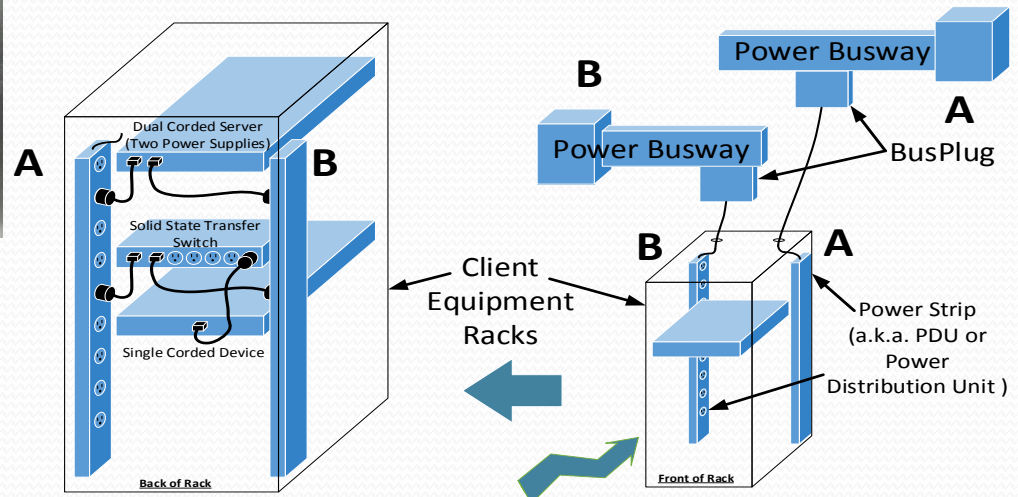 Dual Corded Server
(Two Power Supplies)
A
B
Solid State Transfer
Switch
Single Corded Device
Back of Rack
Client
Equipment
Racks
Power Busway
A
B
Power Busway
BusPlug
B
A
Power Strip
(a.k.a. PDU or
Power
Distribution Unit )
Front of Rack